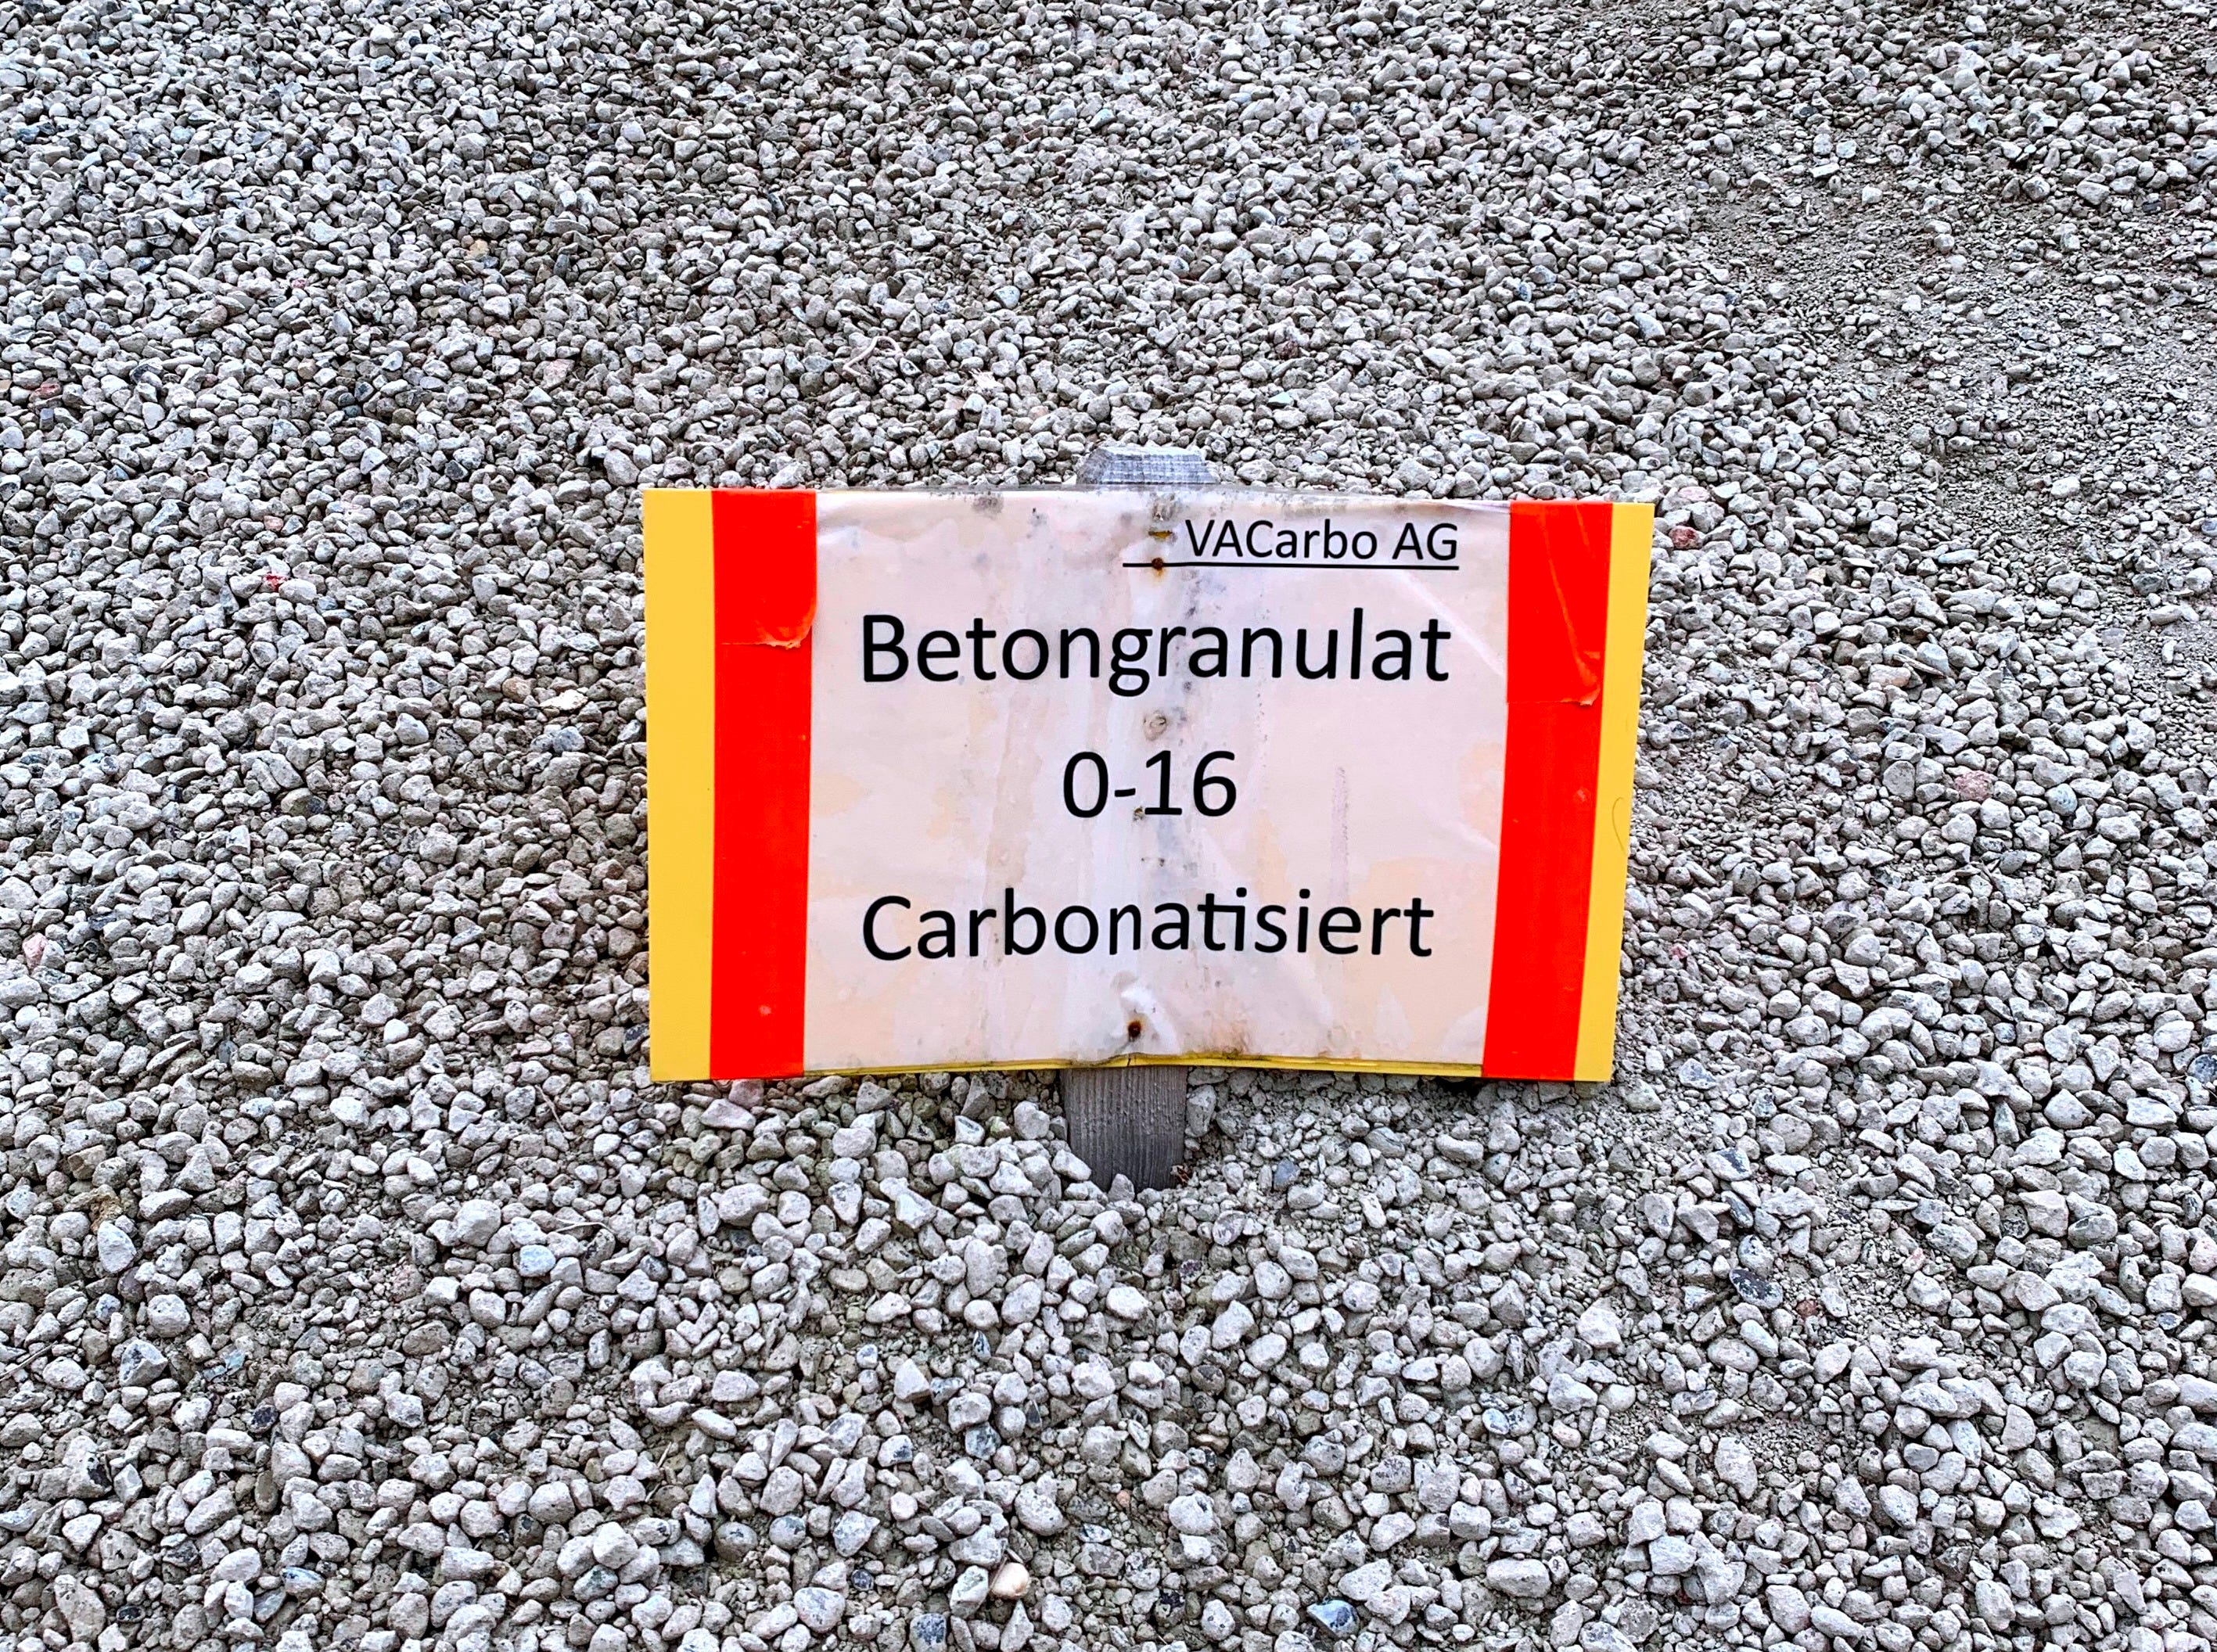 VACarbo AG
Betongranulat
0-16
Carbonatisiert